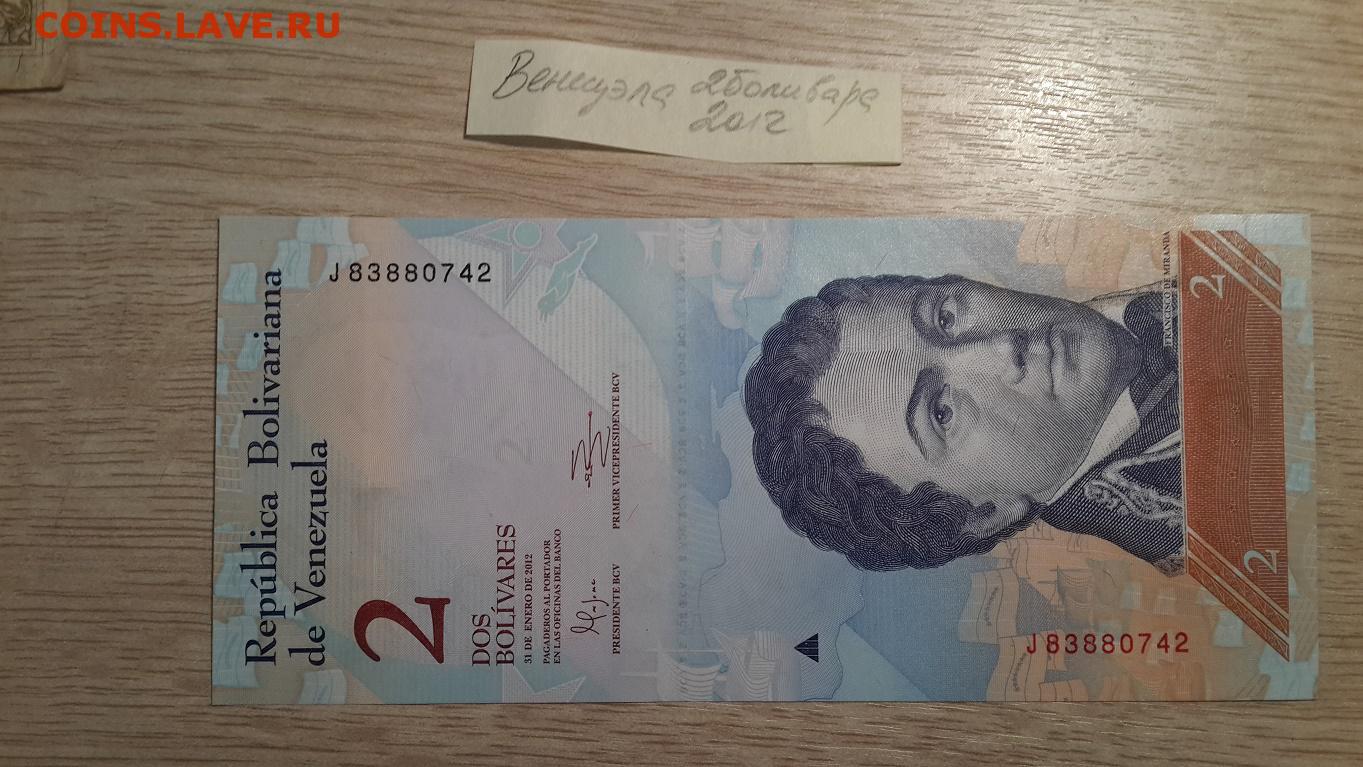 COINS.LAVE.RU
Венсуэла 2боливара
2012
República Bolivariana
de Venezuela
J83880742
2
DOS
BOLÍVARES
31 DE ENERO DE 2012
PAGADEROS AL PORTADOR
EN LAS OFICINAS DEL BANCO
PRESIDENTE BCV
PRIMER VICEPRESIDENTE BCV
FRANCISCO DE MIRANDA
2
2
J83880742